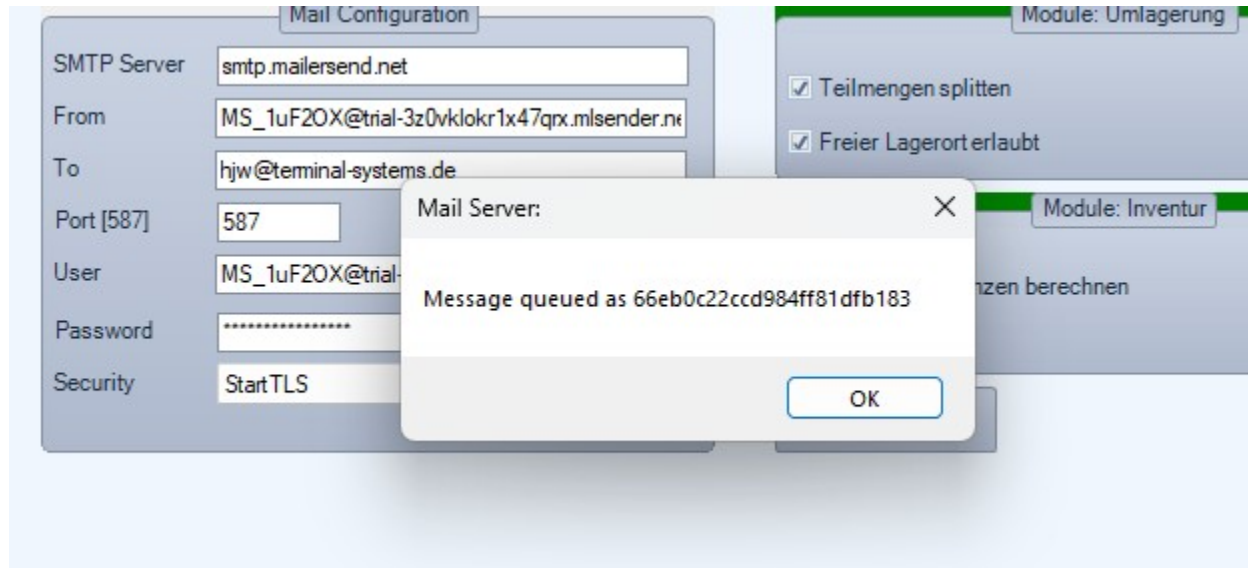 Mail Configuration
SMTP Server smtp.mailersend.net
From MS_1uF2OX@trial-3z0vklokr1x47qrx.mlsender.ne
To hjw@terminal-systems.de
Port [587] 587
User MS_1uF2OX@trial-
Password ****************
Security StartTLS
Module: Umlagerung
Teilmengen splitten
Freier Lagerort erlaubt
Module: Inventur
nzen berechnen
Mail Server:
Message queued as 66eb0c22ccd984ff81dfb183
OK